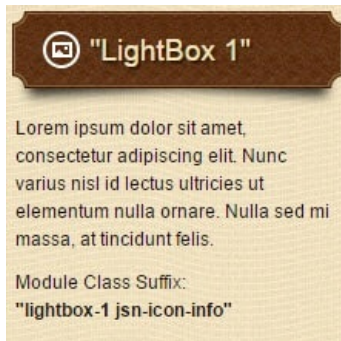 "LightBox 1"
Lorem ipsum dolor sit amet,
consectetur adipiscing elit. Nunc
varius nisl id lectus ultricies ut
elementum nulla ornare. Nulla sed mi
massa, at tincidunt felis.
Module Class Suffix:
"lightbox-1 jsn-icon-info"